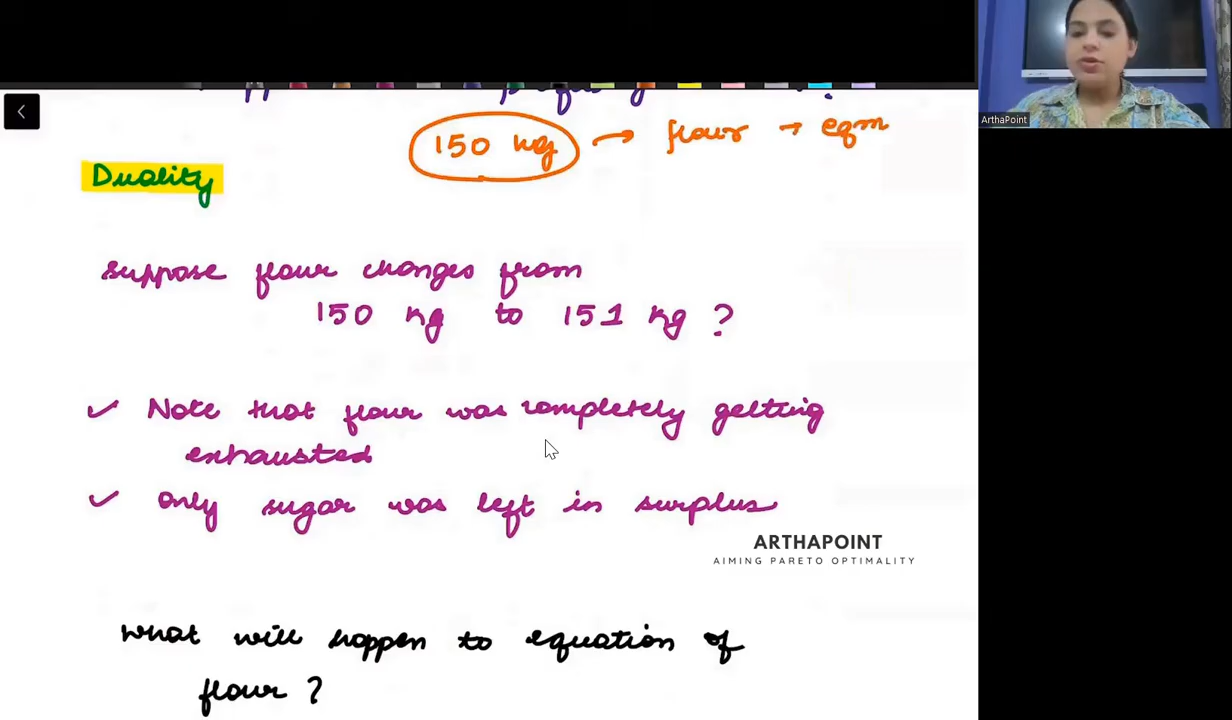 150 kg → flour → eqm
Duality
suppose flour changes from
150 kg to 151 kg ?
✓ Note that flour was completely getting
exhausted
✓ only sugar was left in surplus
ARTHAPOINT
AIMING PARETO OPTIMALITY
what will happen to equation of
flour ?
ArthaPoint